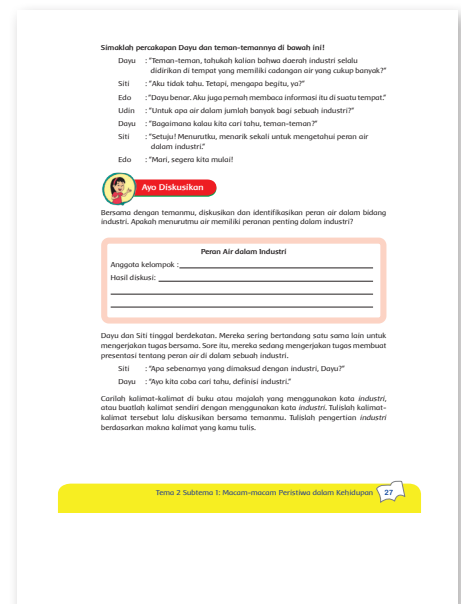 Simaklah percakapan Dayu dan teman-temannya di bawah ini!
Dayu : "Teman-teman, tahukah kalian bahwa daerah industri selalu
didirikan di tempat yang memiliki cadangan air yang cukup banyak?"
Siti : "Aku tidak tahu. Tetapi, mengapa begitu, ya?"
Edo : "Dayu benar. Aku juga pernah membaca informasi itu di suatu tempat."
Udin : "Untuk apa air dalam jumlah banyak bagi sebuah industri?"
Dayu : "Bagaimana kalau kita cari tahu, teman-teman?"
Siti : "Setuju! Menurutku, menarik sekali untuk mengetahui peran air
dalam industri."
Edo : "Mari, segera kita mulai!
Ayo Diskusikan
Bersama dengan temanmu, diskusikan dan identifikasikan peran air dalam bidang
industri. Apakah menurutmu air memiliki peranan penting dalam industri?
Peran Air dalam Industri
Anggota kelompok :
Hasil diskusi:
Dayu dan Siti tinggal berdekatan. Mereka sering bertandang satu sama lain untuk
mengerjakan tugas bersama. Sore itu, mereka sedang mengerjakan tugas membuat
presentasi tentang peran air di dalam sebuah industri.
Siti : "Apa sebenarnya yang dimaksud dengan industri, Dayu?"
Dayu : "Ayo kita coba cari tahu, definisi industri."
Carilah kalimat-kalimat di buku atau majalah yang menggunakan kata industri,
atau buatlah kalimat sendiri dengan menggunakan kata industri. Tulislah kalimat-
kalimat tersebut lalu diskusikan bersama temanmu. Tulislah pengertian industri
berdasarkan makna kalimat yang kamu tulis.
Tema 2 Subtema 1: Macam-macam Peristiwa dalam Kehidupan 27